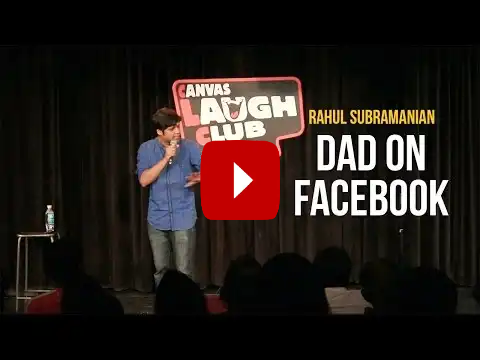 CANVAS
LAUGH
CLUB
RAHUL SUBRAMANIAN
DAD ON
FACEBOOK